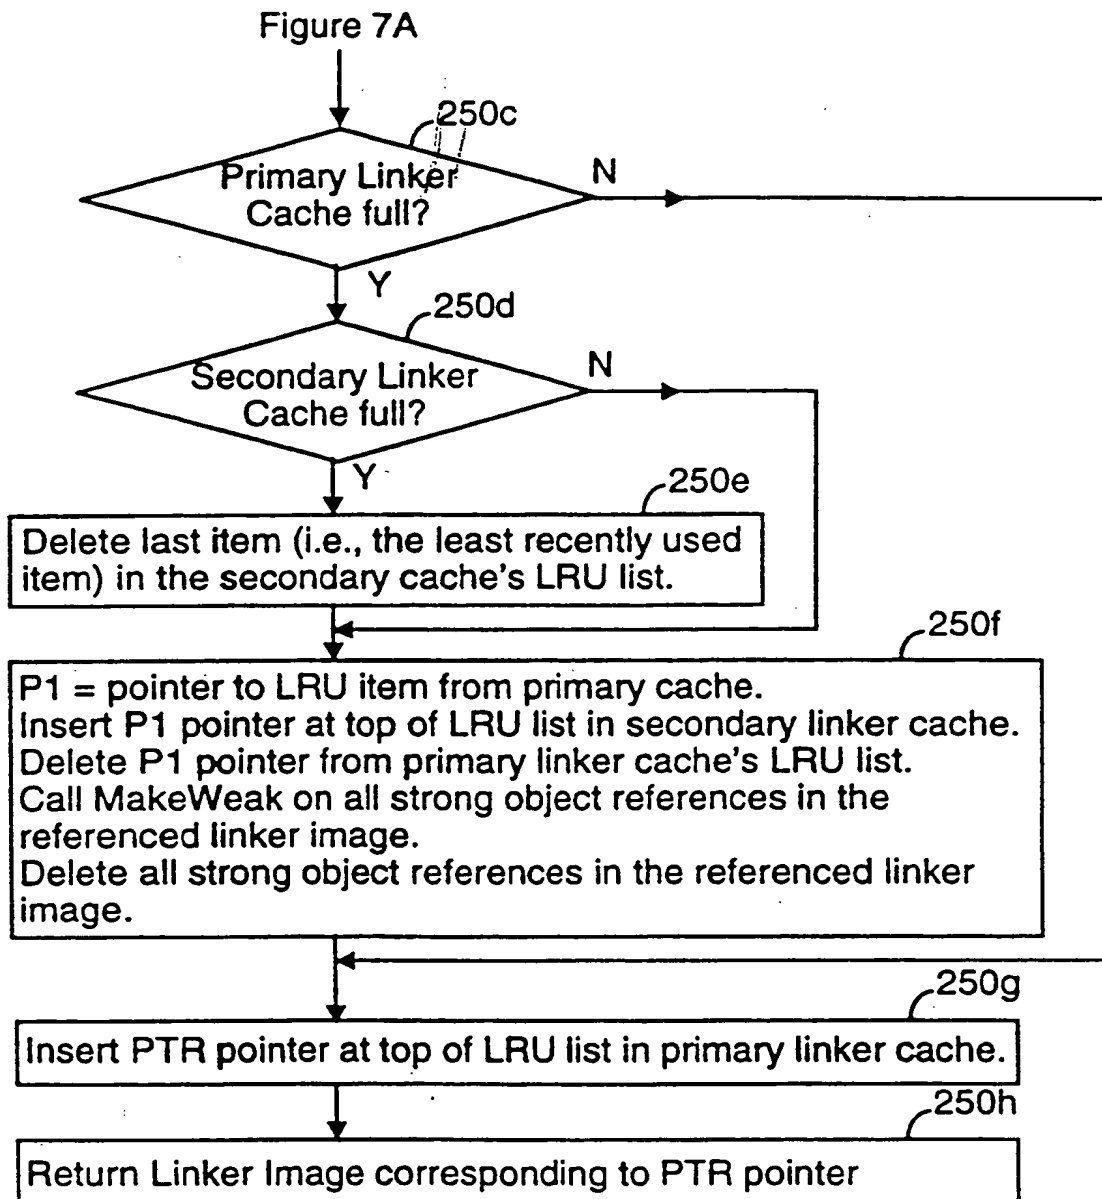 Figure 7A
250c
Primary Linker
Cache full?
N
Y
250d
Secondary Linker
Cache full?
N
Y
250e
Delete last item (i.e., the least recently used
item) in the secondary cache's LRU list.
250f
P1 = pointer to LRU item from primary cache.
Insert P1 pointer at top of LRU list in secondary linker cache.
Delete P1 pointer from primary linker cache's LRU list.
Call MakeWeak on all strong object references in the
referenced linker image.
Delete all strong object references in the referenced linker
image.
250g
Insert PTR pointer at top of LRU list in primary linker cache.
250h
Return Linker Image corresponding to PTR pointer